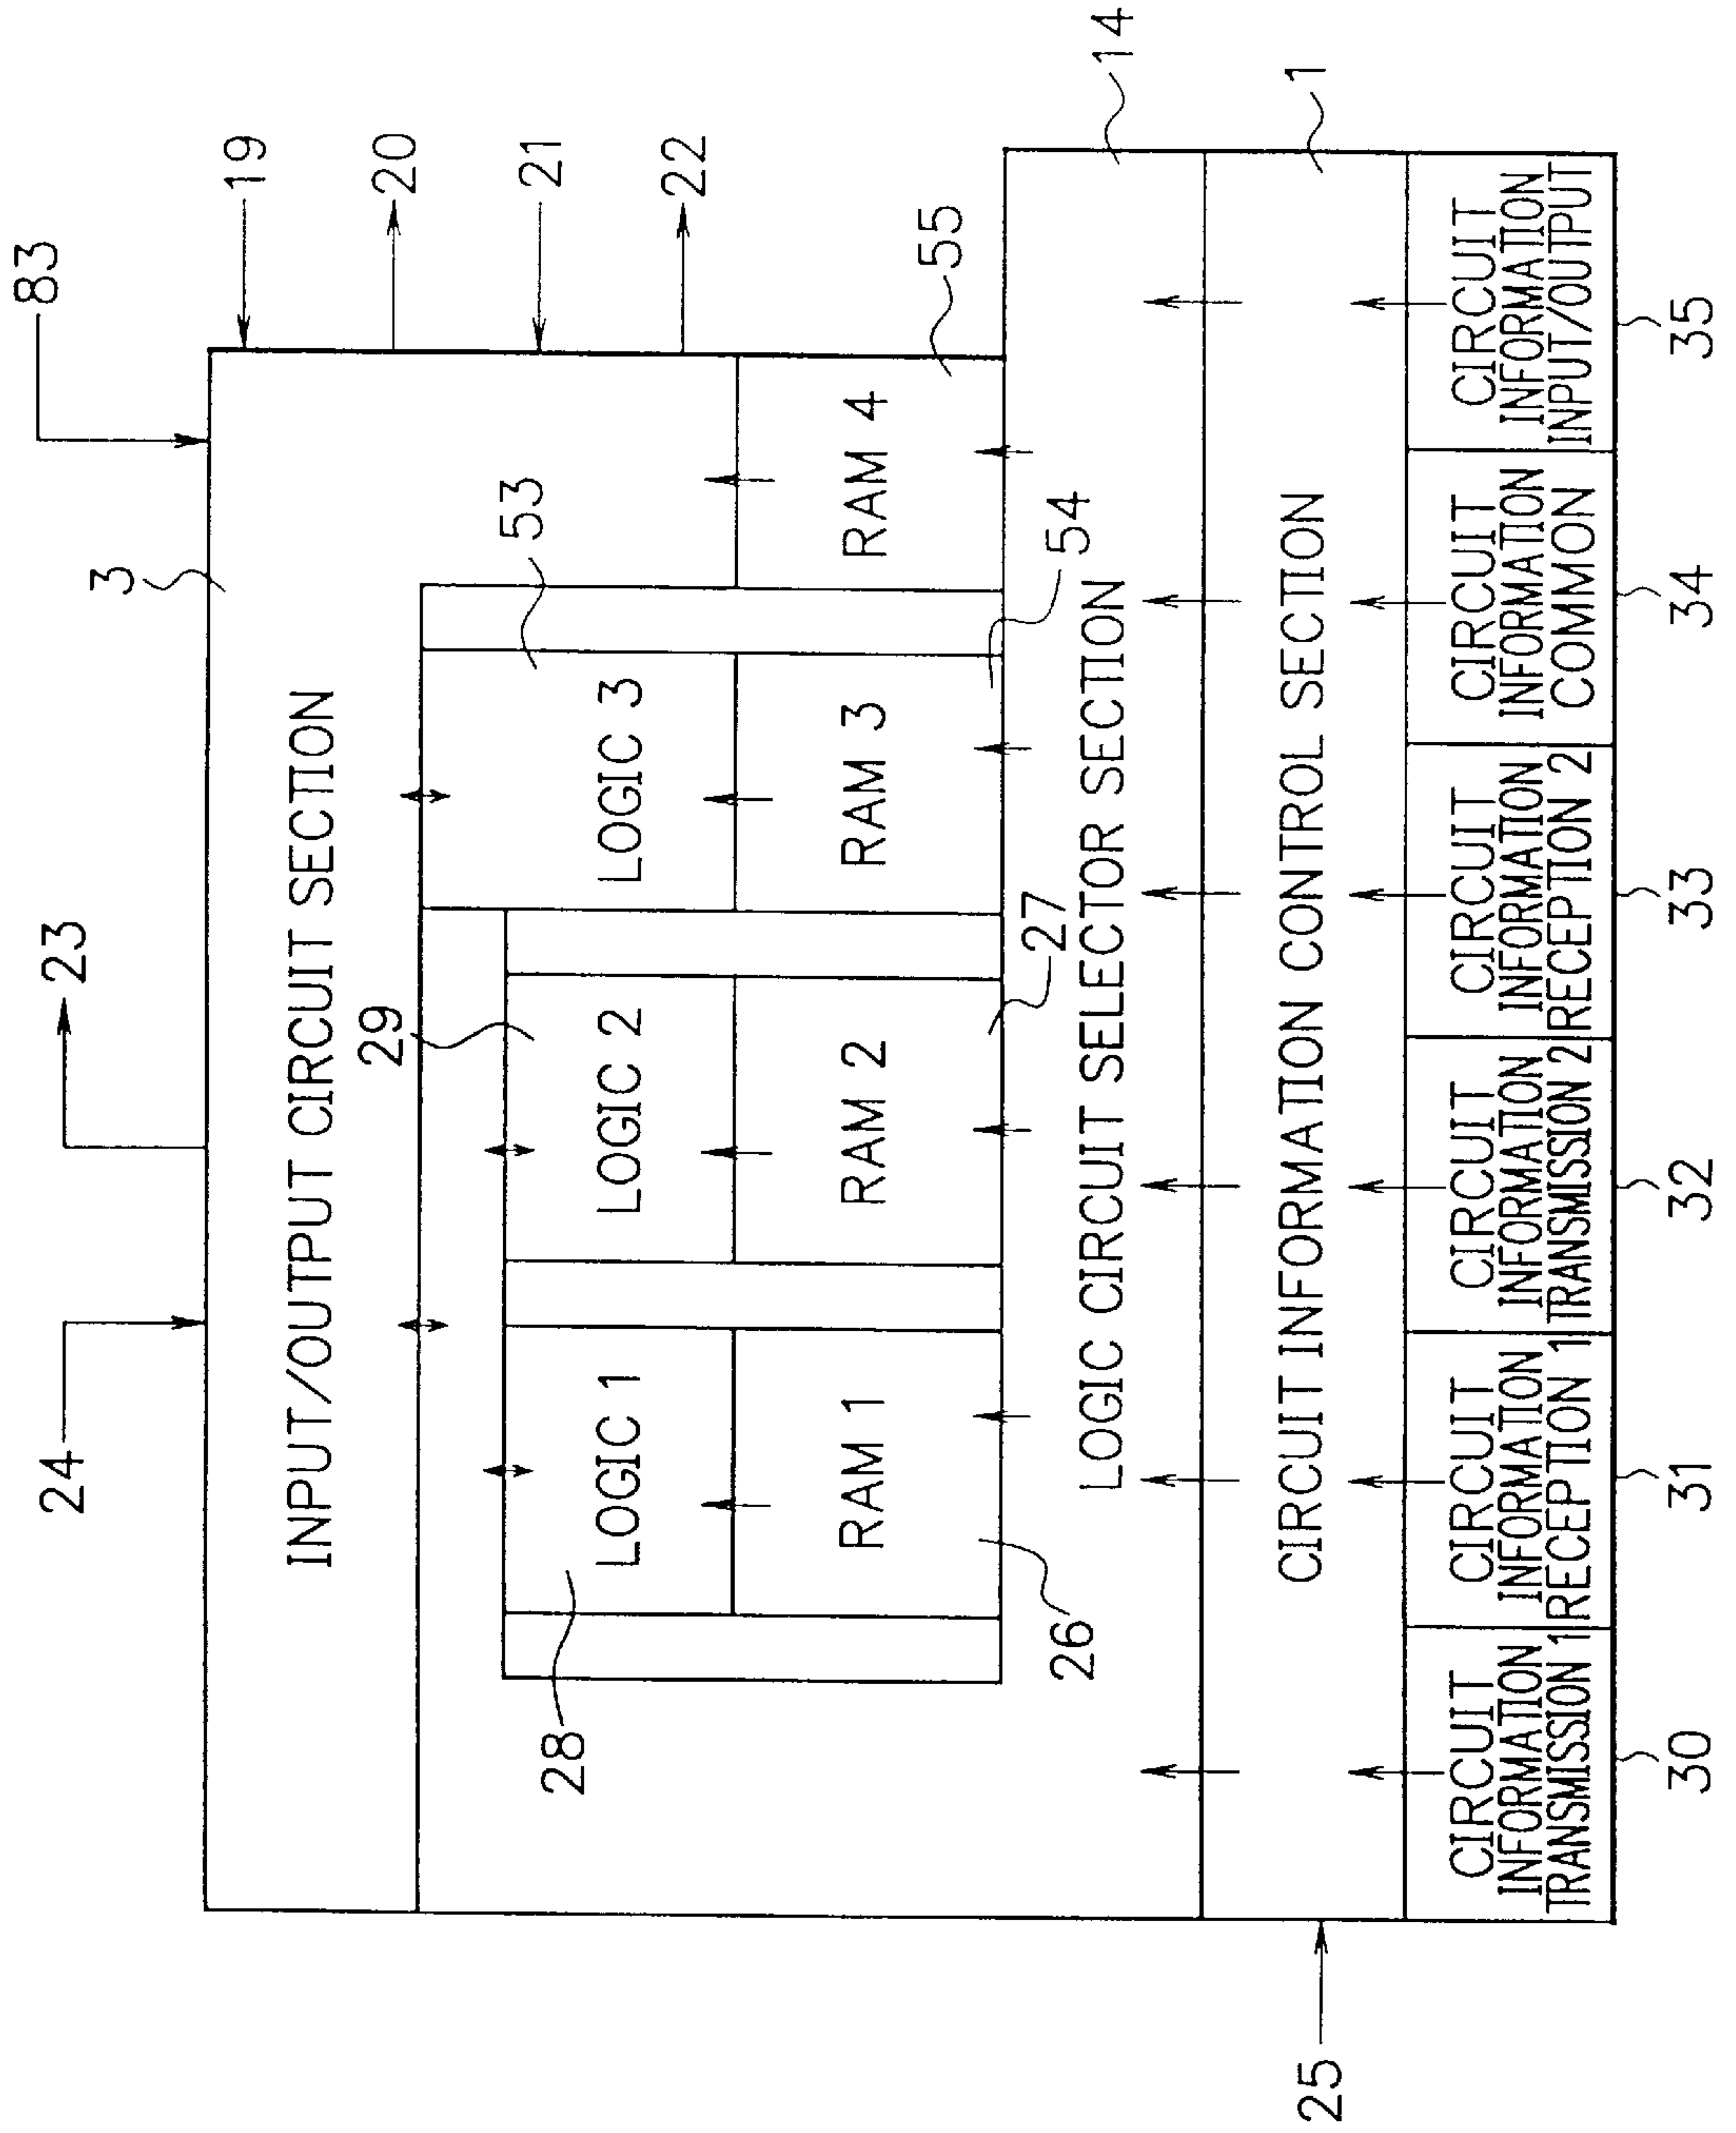 24
23
83
3
INPUT/OUTPUT CIRCUIT SECTION
19
20
21
22
29
53
28
LOGIC 1
LOGIC 2
LOGIC 3
RAM 1
RAM 2
RAM 3
RAM 4
55
26
27
54
LOGIC CIRCUIT SELECTOR SECTION
14
25
CIRCUIT INFORMATION CONTROL SECTION
1
CIRCUIT
INFORMATION
TRANSMISSION 1
CIRCUIT
INFORMATION
RECEPTION 1
CIRCUIT
INFORMATION
TRANSMISSION 2
CIRCUIT
INFORMATION
RECEPTION 2
CIRCUIT
INFORMATION
COMMON
CIRCUIT
INFORMATION
INPUT/OUTPUT
30
31
32
33
34
35